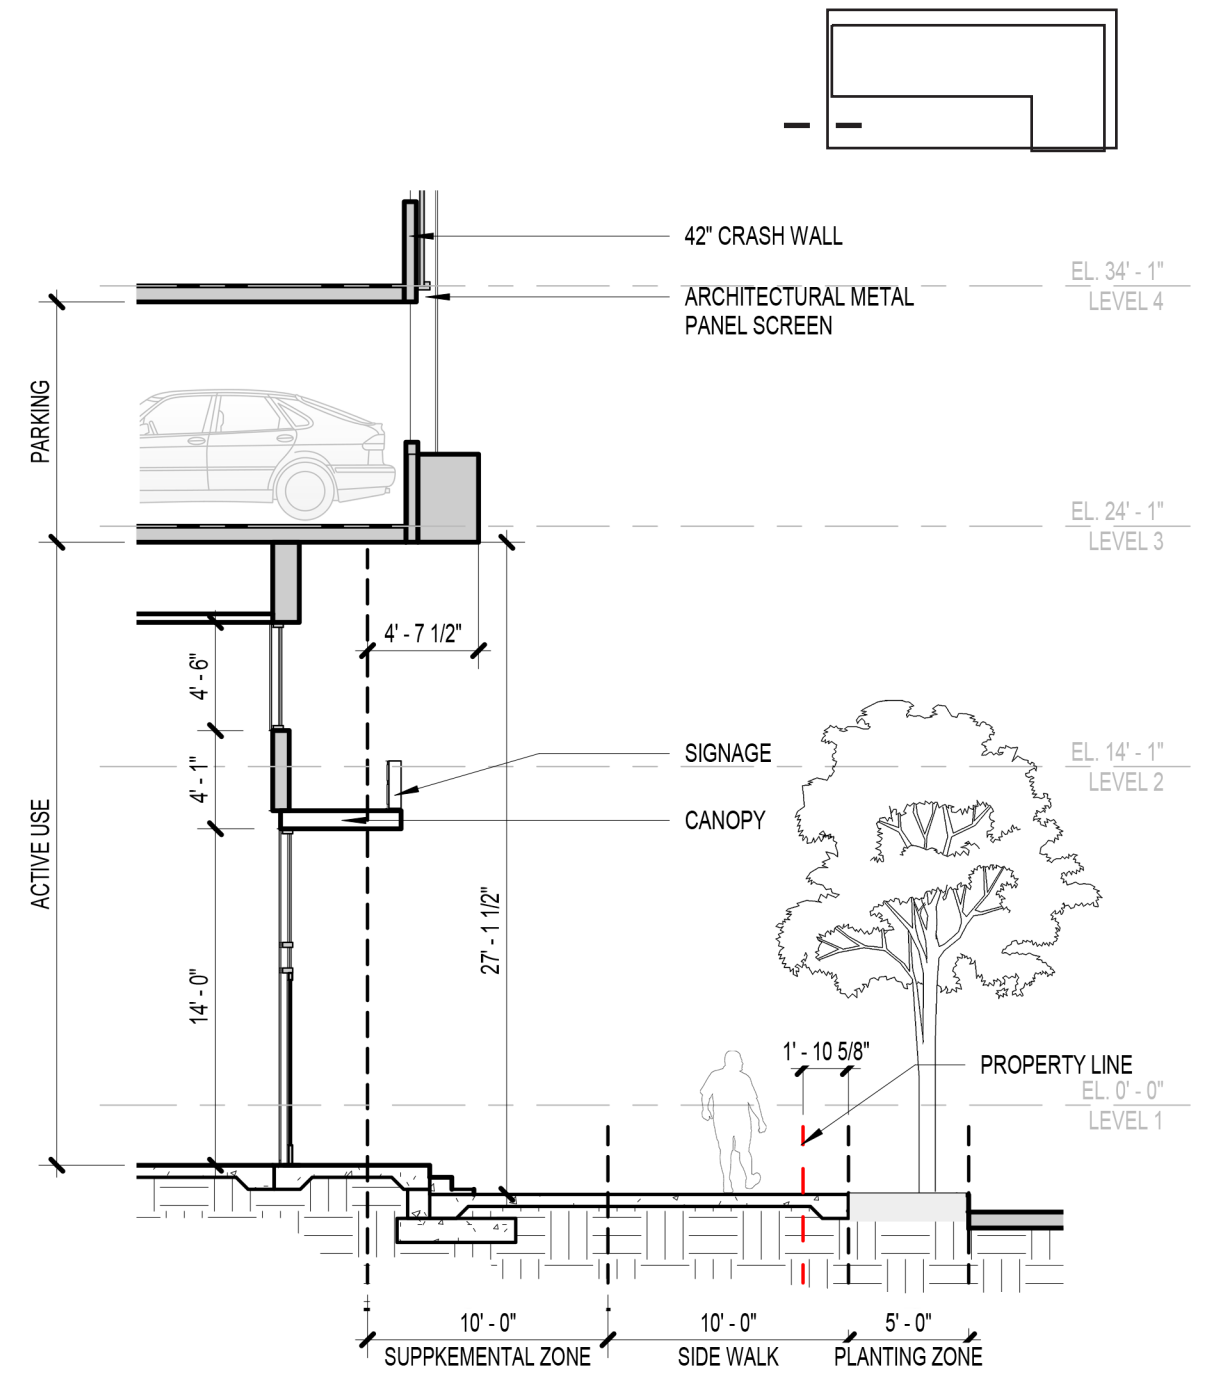 42" CRASH WALL
EL. 34' - 1"
LEVEL 4
ARCHITECTURAL METAL
PANEL SCREEN
PARKING
EL. 24' - 1"
LEVEL 3
4' - 7 1/2"
4' - 6"
SIGNAGE
EL. 14' - 1"
LEVEL 2
4' - 1"
CANOPY
ACTIVE USE
27' - 1 1/2"
14' - 0"
1' - 10 5/8"
PROPERTY LINE
EL. 0' - 0"
LEVEL 1
10' - 0"
10' - 0"
5' - 0"
SUPPKEMENTAL ZONE
SIDE WALK
PLANTING ZONE